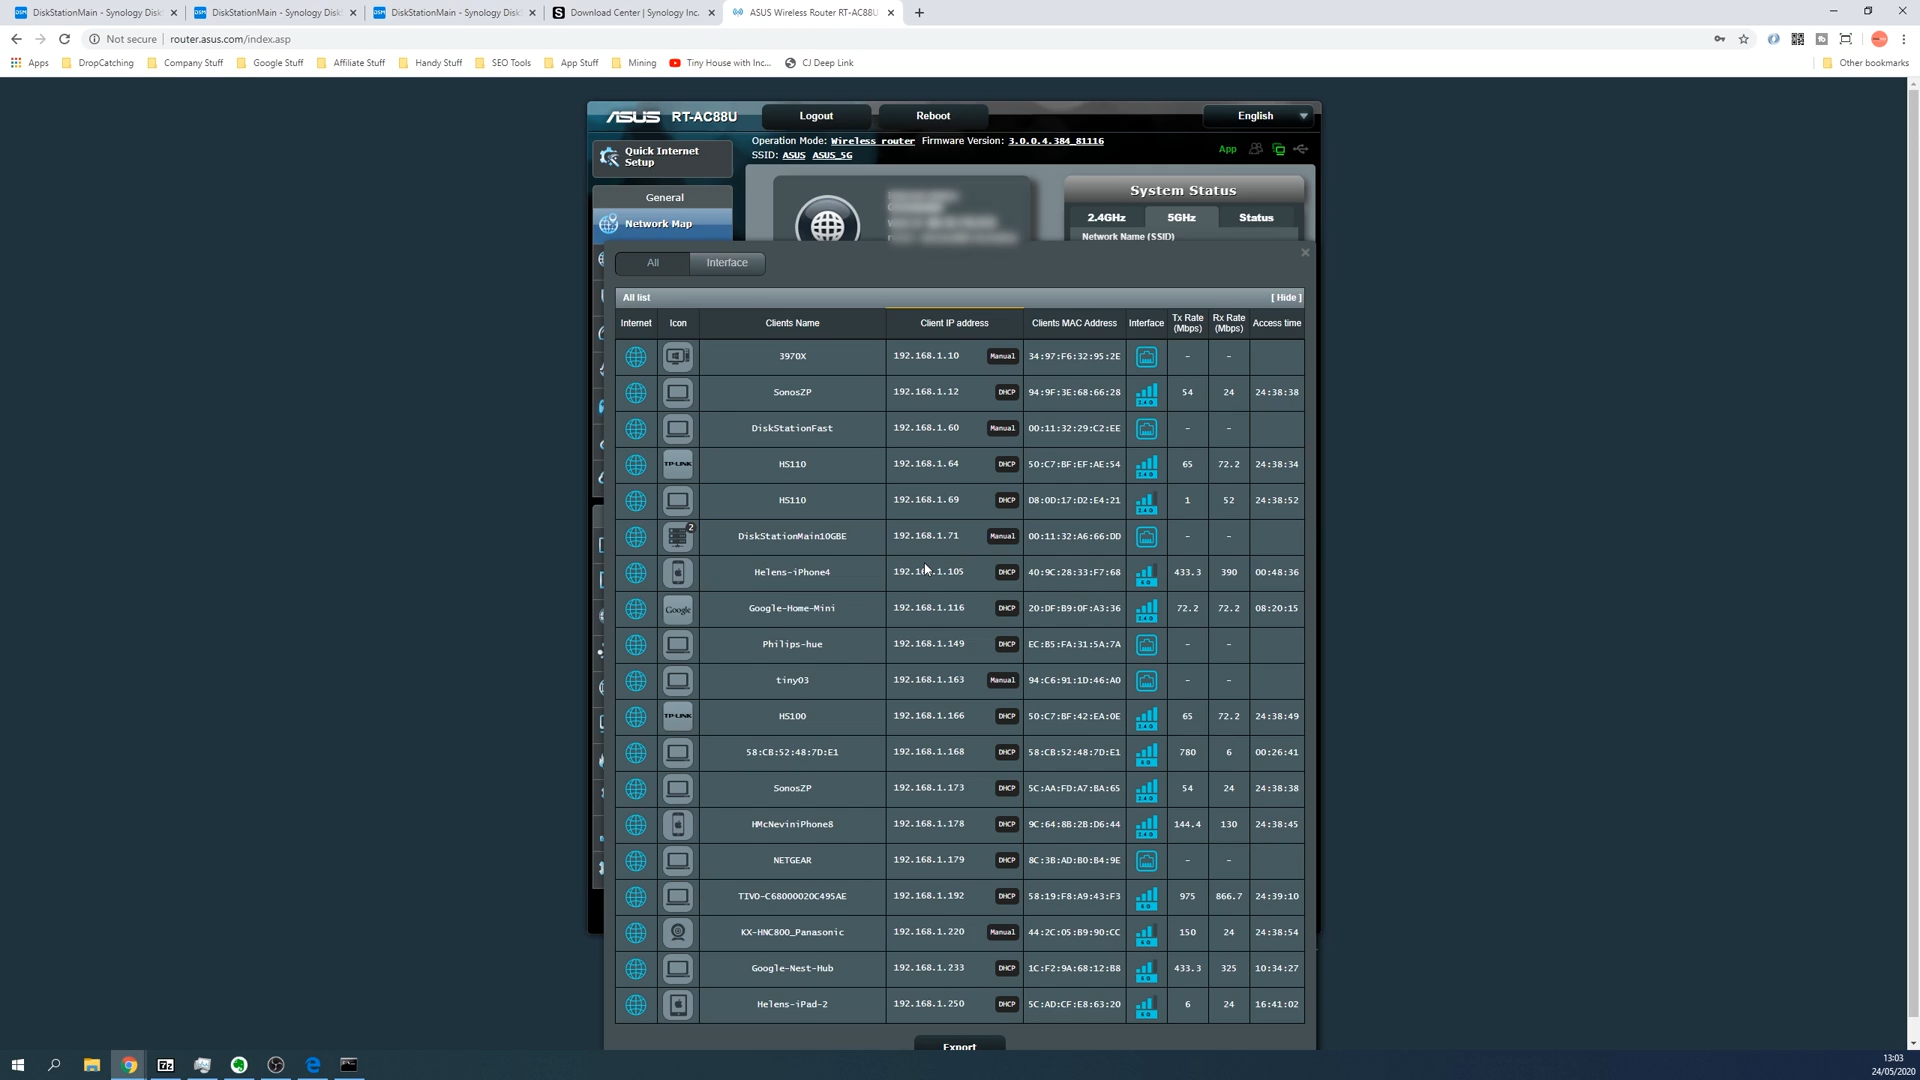 DiskStationMain - Synology Disk
DiskStationMain - Synology Disk
DiskStationMain - Synology Disk
Download Center | Synology Inc.
ASUS Wireless Router RT-AC88U
Not secure | router.asus.com/index.asp
Apps
DropCatching
Company Stuff
Google Stuff
Affiliate Stuff
Handy Stuff
SEO Tools
App Stuff
Mining
Tiny House with Inc...
CJ Deep Link
Other bookmarks
ASUS RT-AC88U
Logout
Reboot
English
Quick Internet
Setup
General
Network Map
Operation Mode: Wireless router Firmware Version: 3.0.0.4.384_81116
SSID: ASUS ASUS_5G
App
System Status
2.4GHz 5GHz Status
Network Name (SSID)
All Interface
All list [ Hide ]
Internet Icon Clients Name Client IP address Clients MAC Address Interface Tx Rate (Mbps) Rx Rate (Mbps) Access time
3970X 192.168.1.10 Manual 34:97:F6:32:95:2E - -
SonosZP 192.168.1.12 DHCP 94:9F:3E:68:66:28 54 24 24:38:38
DiskStationFast 192.168.1.60 Manual 00:11:32:29:C2:EE - -
TP-LINK HS110 192.168.1.64 DHCP 50:C7:BF:EF:AE:54 65 72.2 24:38:34
HS110 192.168.1.69 DHCP D8:0D:17:D2:E4:21 1 52 24:38:52
2 DiskStationMain10GBE 192.168.1.71 Manual 00:11:32:A6:66:DD - -
Helens-iPhone4 192.16 .1.105 DHCP 40:9C:28:33:F7:68 433.3 390 00:48:36
Google Google-Home-Mini 192.168.1.116 DHCP 20:DF:B9:0F:A3:36 72.2 72.2 08:20:15
Philips-hue 192.168.1.149 DHCP EC:B5:FA:31:5A:7A - -
tiny03 192.168.1.163 Manual 94:C6:91:1D:46:A0 - -
TP-LINK HS100 192.168.1.166 DHCP 50:C7:BF:42:EA:0E 65 72.2 24:38:49
58:CB:52:48:7D:E1 192.168.1.168 DHCP 58:CB:52:48:7D:E1 780 6 00:26:41
SonosZP 192.168.1.173 DHCP 5C:AA:FD:A7:BA:65 54 24 24:38:38
HMcNeviniPhone8 192.168.1.178 DHCP 9C:64:8B:2B:D6:44 144.4 130 24:38:45
NETGEAR 192.168.1.179 DHCP 8C:3B:AD:B0:B4:9E - -
TIVO-C68000020C495AE 192.168.1.192 DHCP 58:19:F8:A9:43:F3 975 866.7 24:39:10
KX-HNC800_Panasonic 192.168.1.220 Manual 44:2C:05:B9:90:CC 150 24 24:38:54
Google-Nest-Hub 192.168.1.233 DHCP 1C:F2:9A:68:12:B8 433.3 325 10:34:27
Helens-iPad-2 192.168.1.250 DHCP 5C:AD:CF:E8:63:20 6 24 16:41:02
Export
13:03
24/05/2020